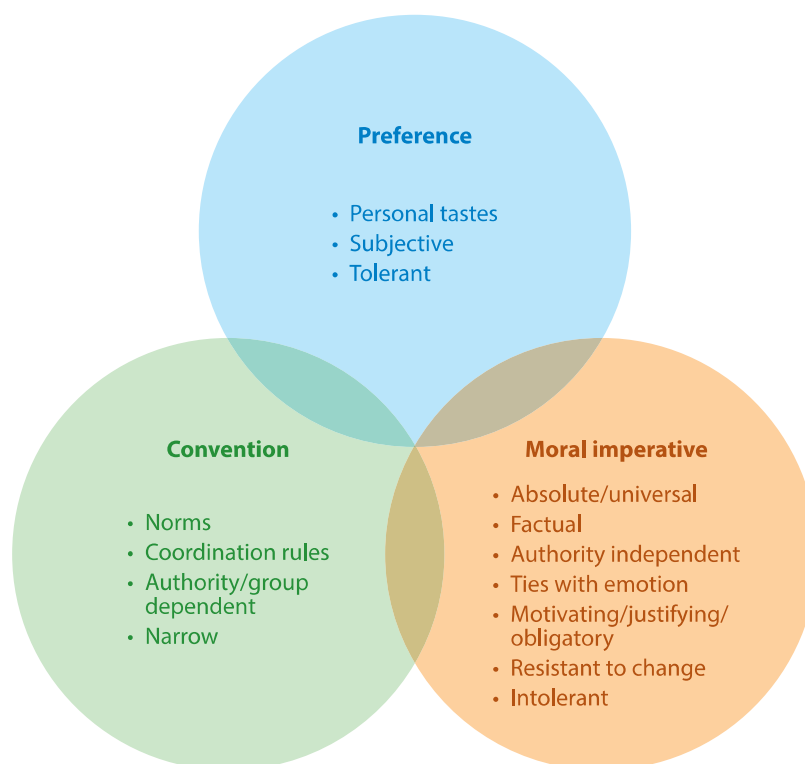 Preference
• Personal tastes
• Subjective
• Tolerant
Convention
• Norms
• Coordination rules
• Authority/group
dependent
• Narrow
Moral imperative
• Absolute/universal
• Factual
• Authority independent
• Ties with emotion
• Motivating/justifying/
obligatory
• Resistant to change
• Intolerant